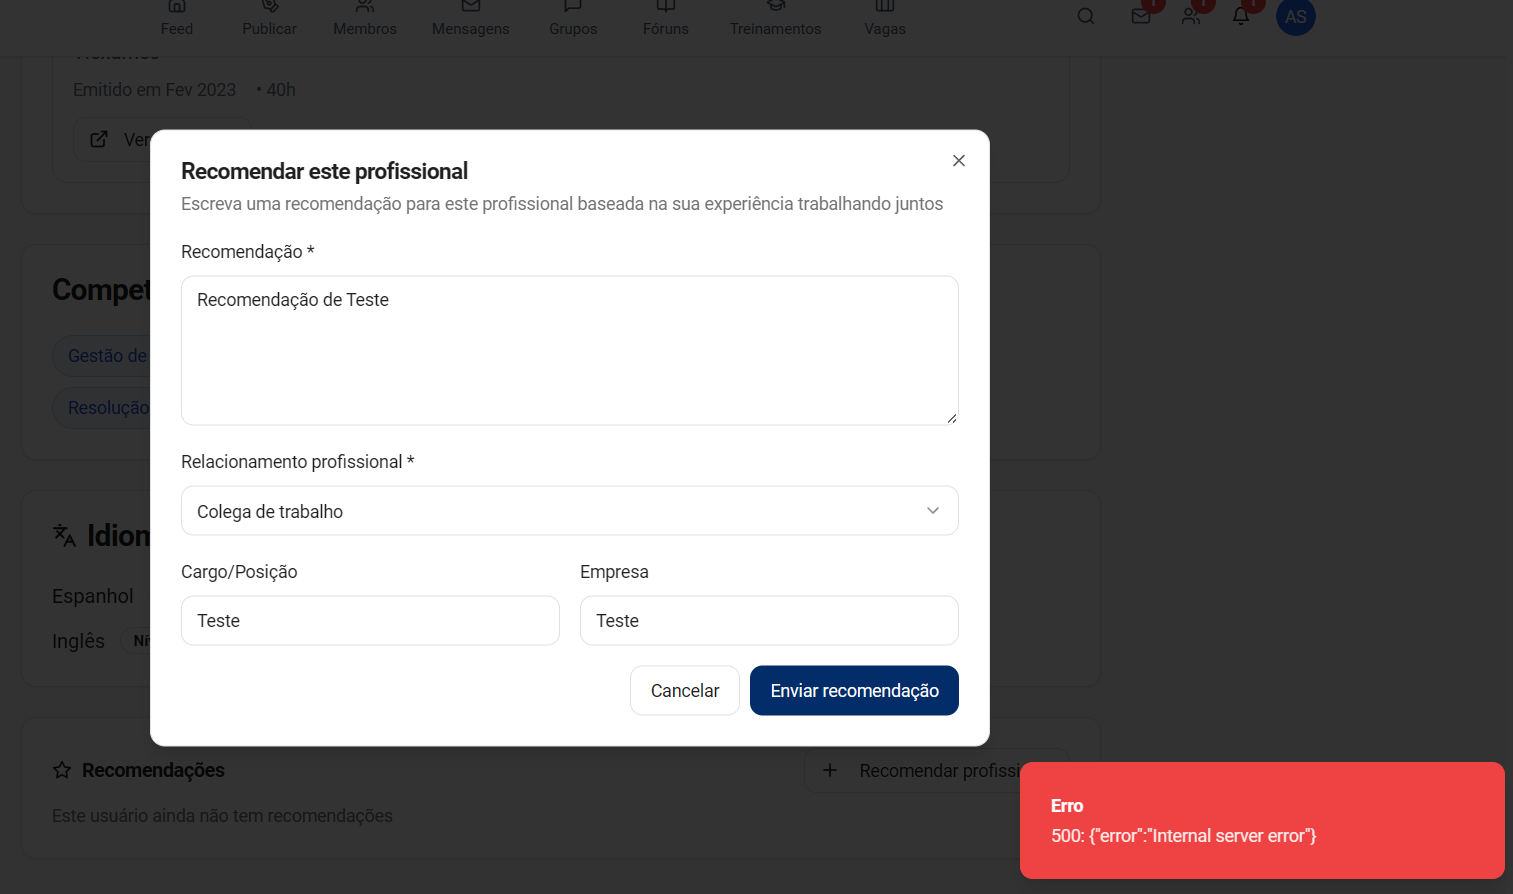 Feed
Publicar
Membros
Mensagens
Grupos
Fóruns
Treinamentos
Vagas
AS
Emitido em Fev 2023 • 40h
Ver
Recomendar este profissional
Escreva uma recomendação para este profissional baseada na sua experiência trabalhando juntos
Recomendação *
Recomendação de Teste
Compet
Gestão de
Resolução
Relacionamento profissional *
Colega de trabalho
Idiom
Cargo/Posição
Empresa
Espanhol
Teste
Teste
Inglês
Ní
Cancelar
Enviar recomendação
Recomendações
Recomendar profissi
Este usuário ainda não tem recomendações
Erro
500: {"error":"Internal server error"}